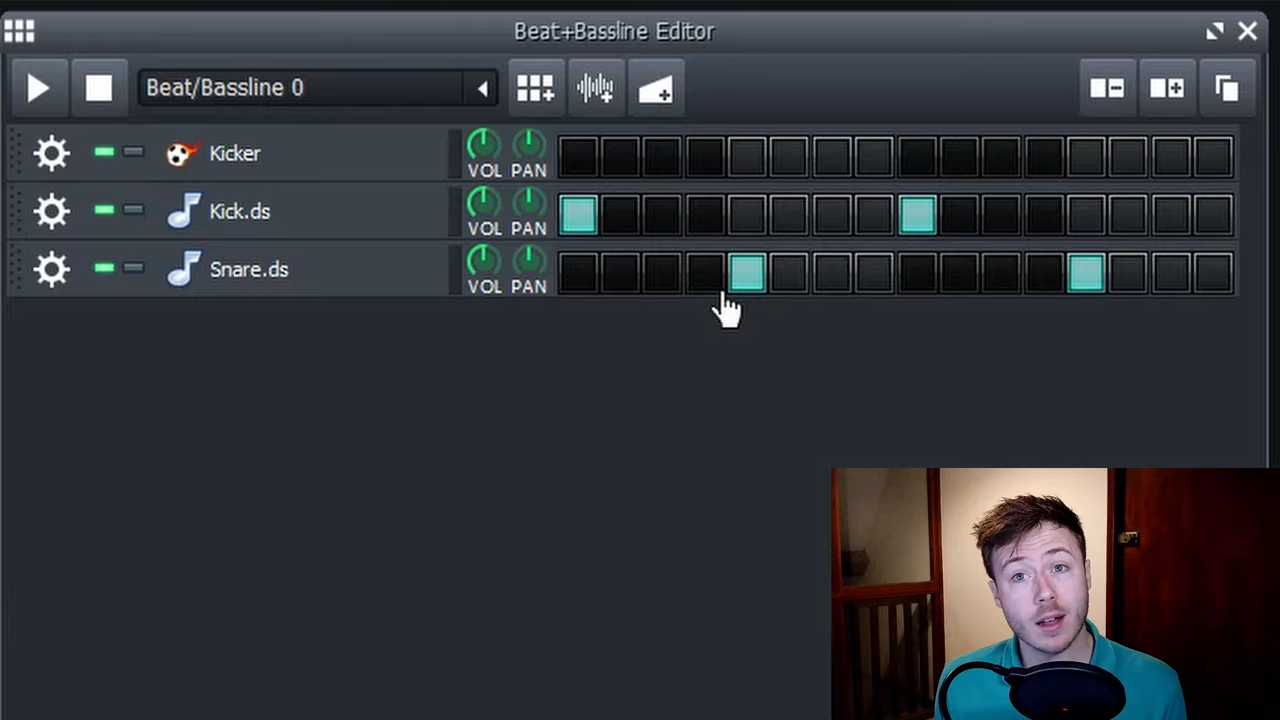 Beat+Bassline Editor
Beat/Bassline 0
Kicker
VOL PAN
Kick.ds
VOL PAN
Snare.ds
VOL PAN